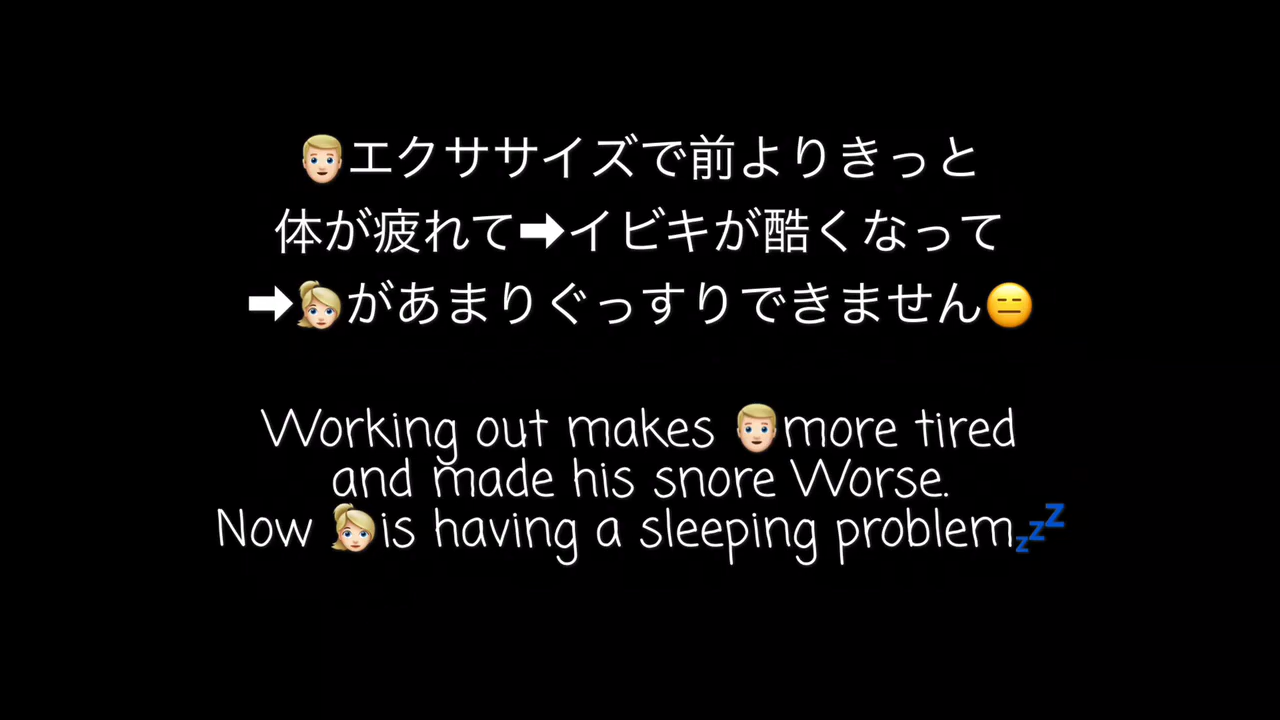 👱🏻‍♂️エクササイズで前よりきっと
体が疲れて➡イビキが酷くなって
➡👱🏻‍♀️があまりぐっすりできません😑
Working out makes 👱🏻‍♂️more tired
and made his snore Worse.
Now 👱🏻‍♀️is having a sleeping problem💤